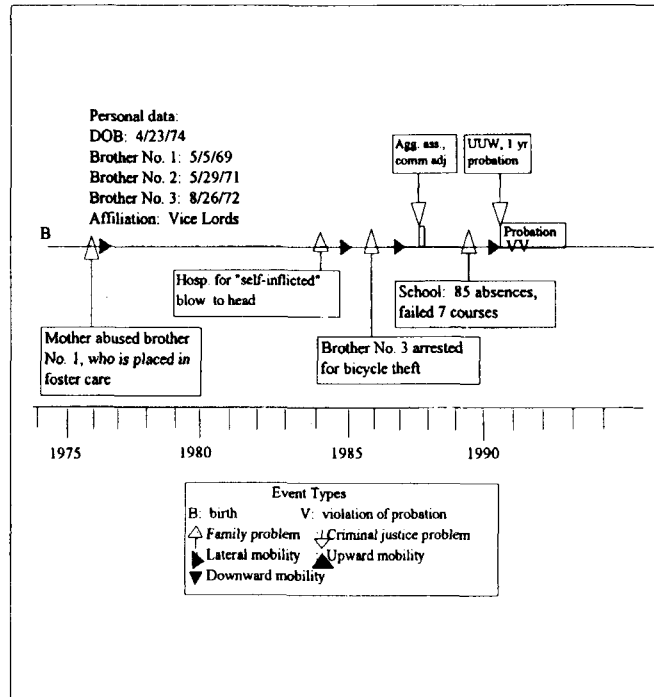 Personal data:
DOB: 4/23/74
Brother No. 1: 5/5/69
Brother No. 2: 5/29/71
Brother No. 3: 8/26/72
Affiliation: Vice Lords
Agg. ass.,
comm adj
UUW, 1 yr
probation
B
Probation
VV
Hosp. for "self-inflicted"
blow to head
School: 85 absences,
failed 7 courses
Mother abused brother
No. 1, who is placed in
foster care
Brother No. 3 arrested
for bicycle theft
1975 1980 1985 1990
Event Types
B: birth V: violation of probation
Family problem Criminal justice problem
Lateral mobility Upward mobility
Downward mobility